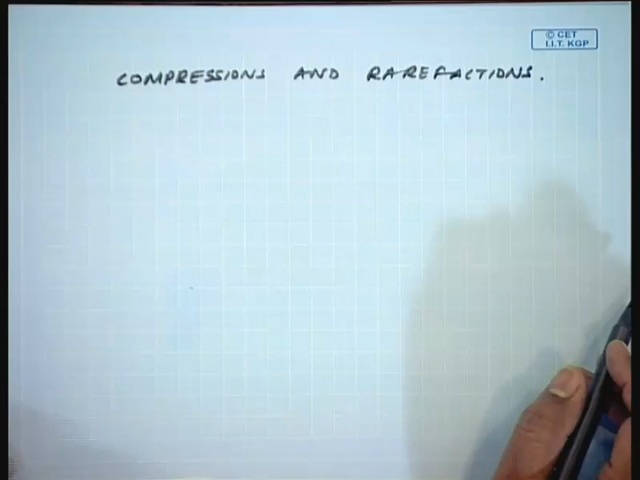 © CET
I.I.T. KGP
COMPRESSIONS AND RAREFACTIONS.